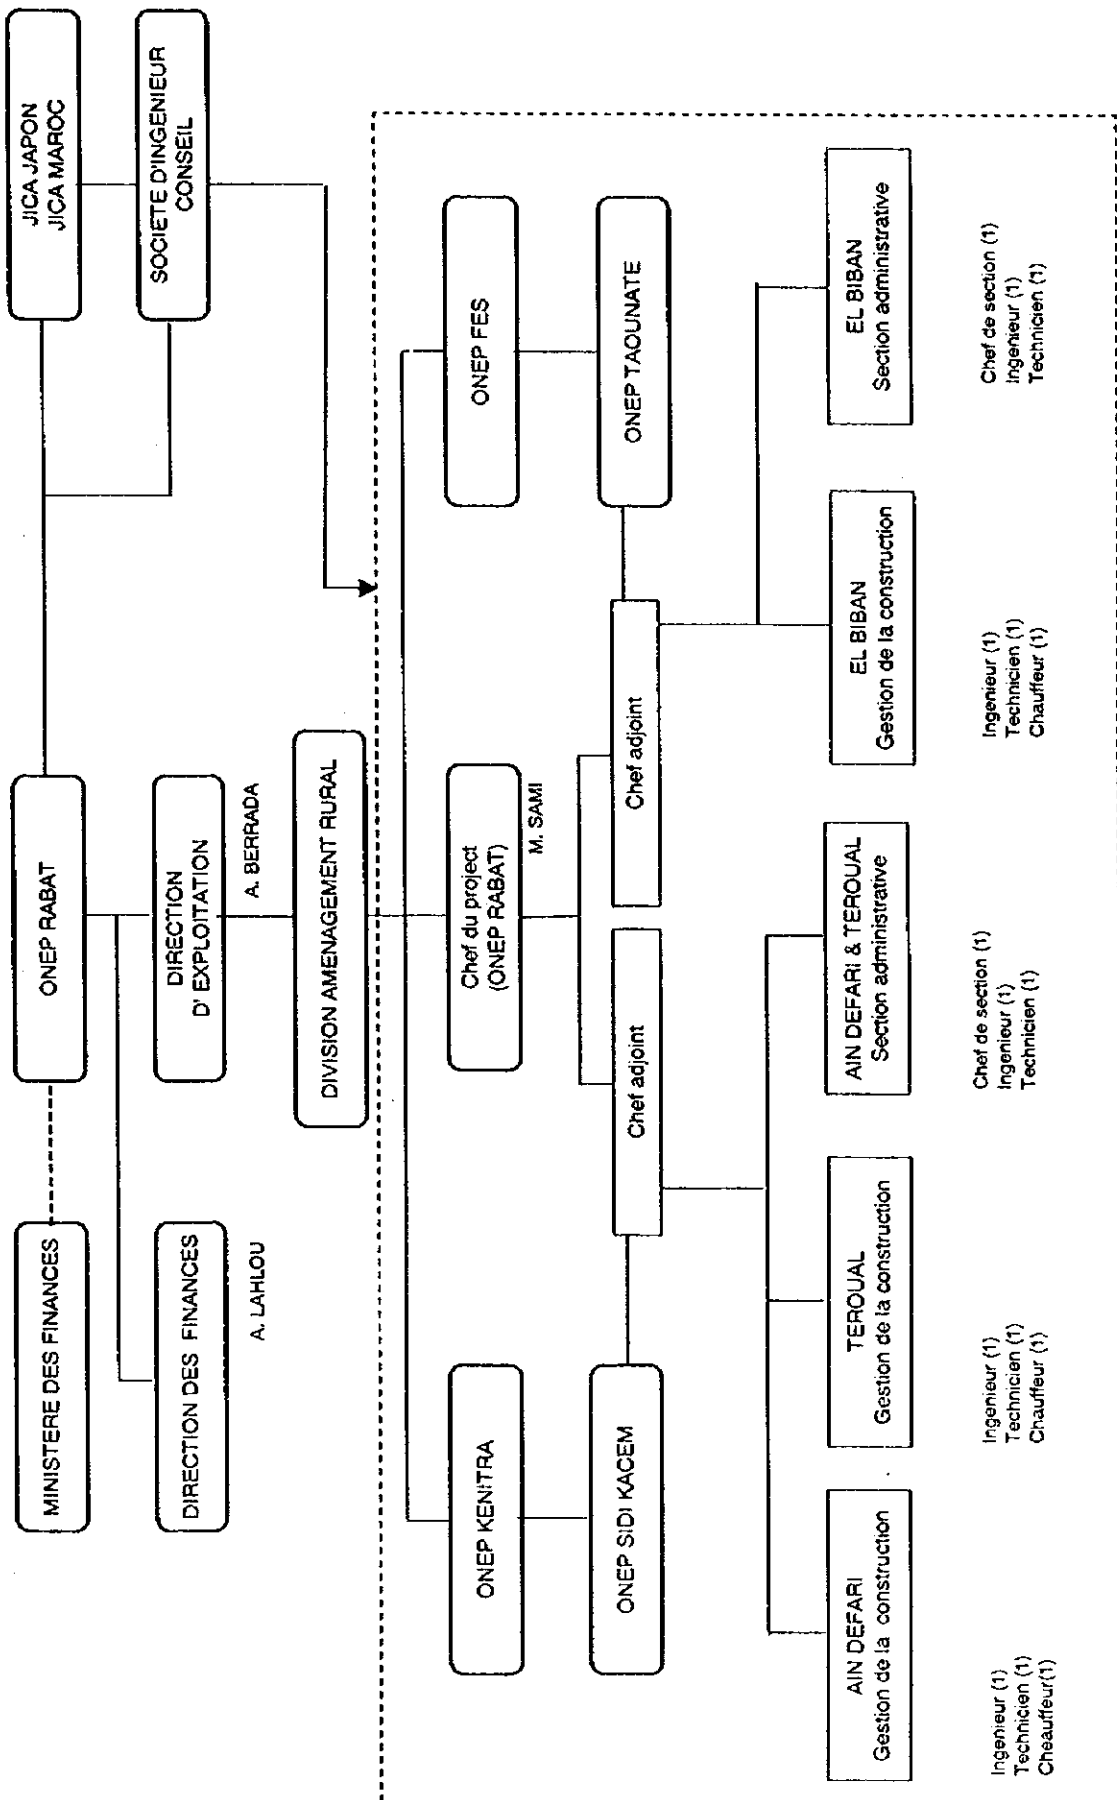 MINISTERE DES FINANCES
ONEP RABAT
JICA JAPON
JICA MAROC
DIRECTION DES FINANCES
A. LAHLOU
DIRECTION
D' EXPLOITATION
A. BERRADA
SOCIETE D'INGENIEUR
CONSEIL
DIVISION AMENAGEMENT RURAL
ONEP KENITRA
Chef du project
(ONEP RABAT)
M. SAMI
ONEP FES
ONEP SIDI KACEM
Chef adjoint
Chef adjoint
ONEP TAOUNATE
AIN DEFARI
Gestion de la construction
TEROUAL
Gestion de la construction
AIN DEFARI & TEROUAL
Section administrative
EL BIBAN
Gestion de la construction
EL BIBAN
Section administrative
Ingenieur (1)
Technicien (1)
Cheauffeur(1)
Ingenieur (1)
Technicien (1)
Chauffeur (1)
Chef de section (1)
Ingenieur (1)
Technicien (1)
Ingenieur (1)
Technicien (1)
Chauffeur (1)
Chef de section (1)
Ingenieur (1)
Technicien (1)